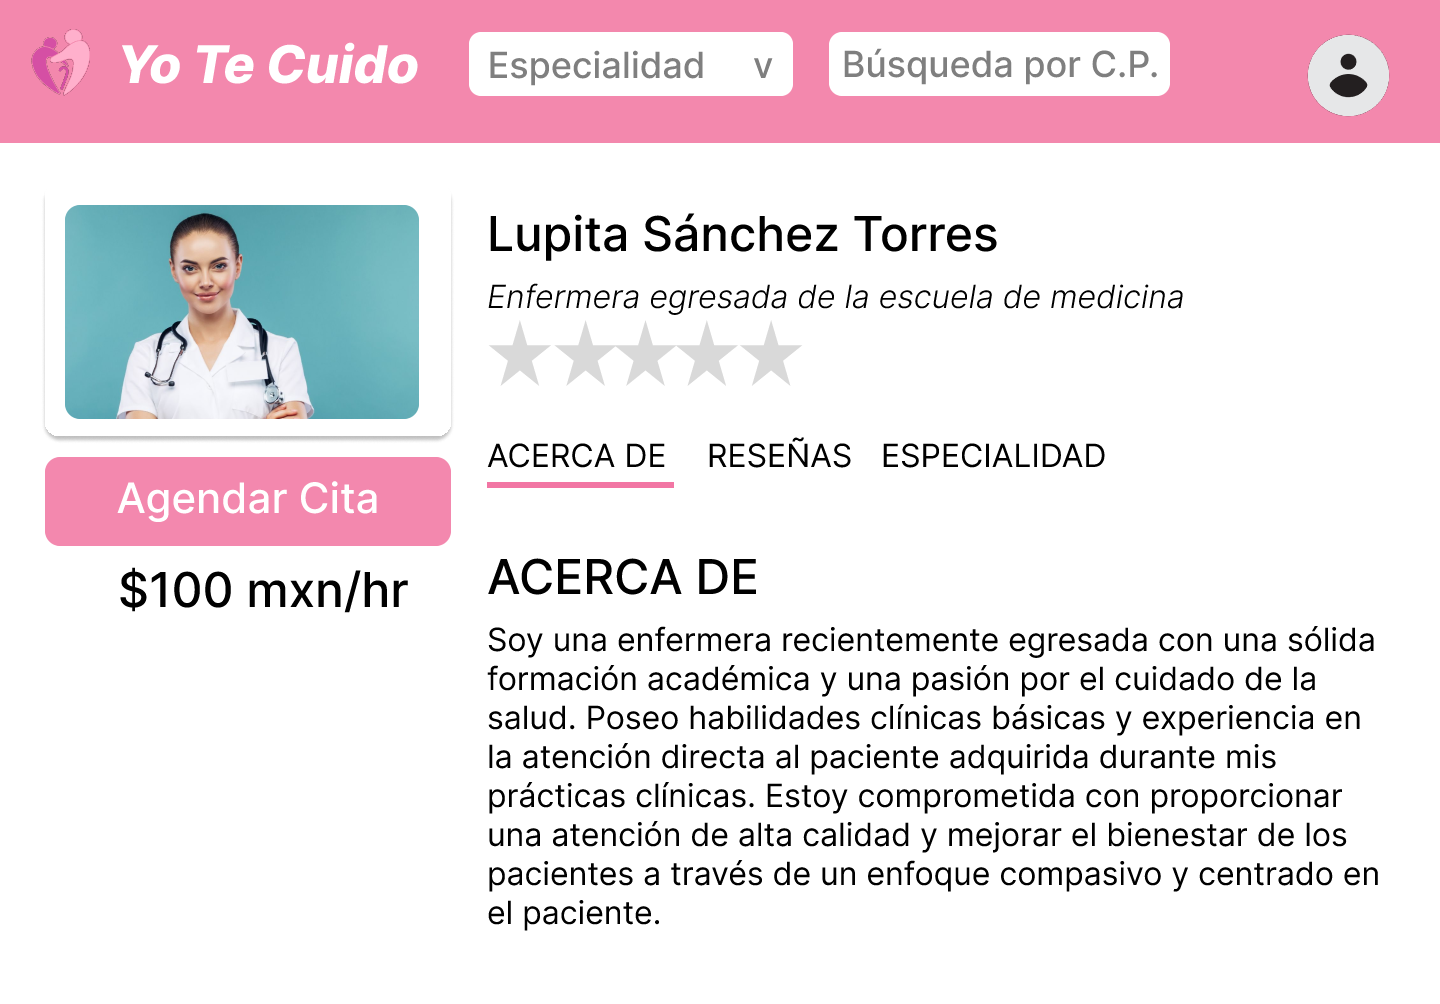 Yo Te Cuido
Especialidad v
Búsqueda por C.P.
Lupita Sánchez Torres
Enfermera egresada de la escuela de medicina
ACERCA DE RESEÑAS ESPECIALIDAD
Agendar Cita
$100 mxn/hr
ACERCA DE
Soy una enfermera recientemente egresada con una sólida
formación académica y una pasión por el cuidado de la
salud. Poseo habilidades clínicas básicas y experiencia en
la atención directa al paciente adquirida durante mis
prácticas clínicas. Estoy comprometida con proporcionar
una atención de alta calidad y mejorar el bienestar de los
pacientes a través de un enfoque compasivo y centrado en
el paciente.